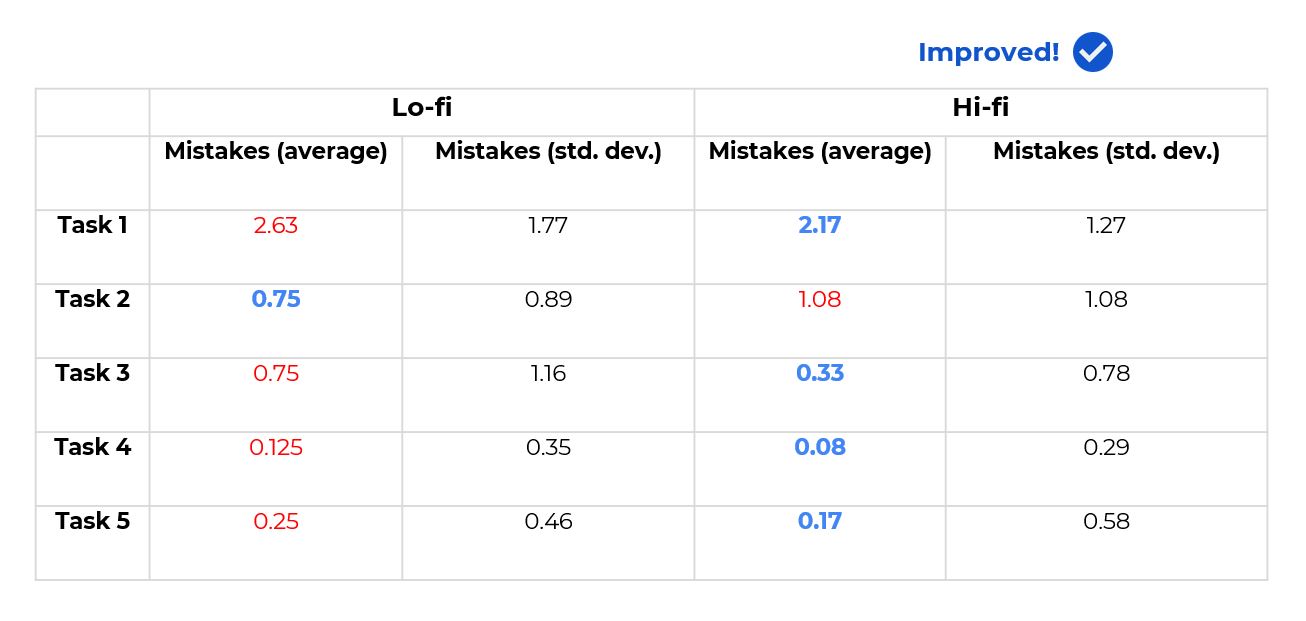 Improved!
Lo-fi Hi-fi
Mistakes (average) Mistakes (std. dev.) Mistakes (average) Mistakes (std. dev.)
Task 1 2.63 1.77 2.17 1.27
Task 2 0.75 0.89 1.08 1.08
Task 3 0.75 1.16 0.33 0.78
Task 4 0.125 0.35 0.08 0.29
Task 5 0.25 0.46 0.17 0.58